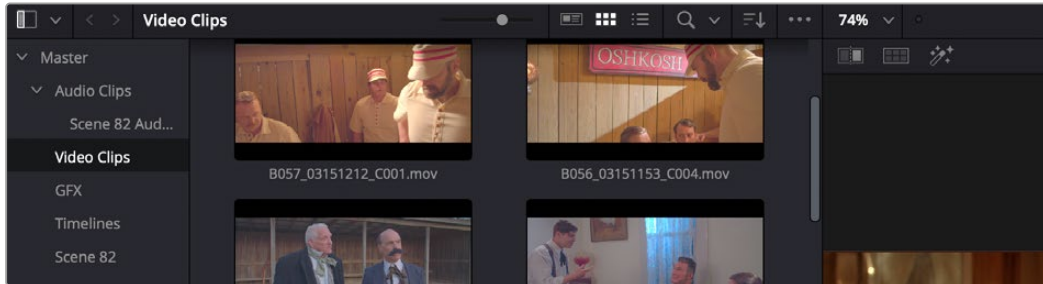 Video Clips
74%
Master
Audio Clips
Scene 82 Aud...
Video Clips
GFX
Timelines
Scene 82
OSHKOSH
B057_03151212_C001.mov
B056_03151153_C004.mov